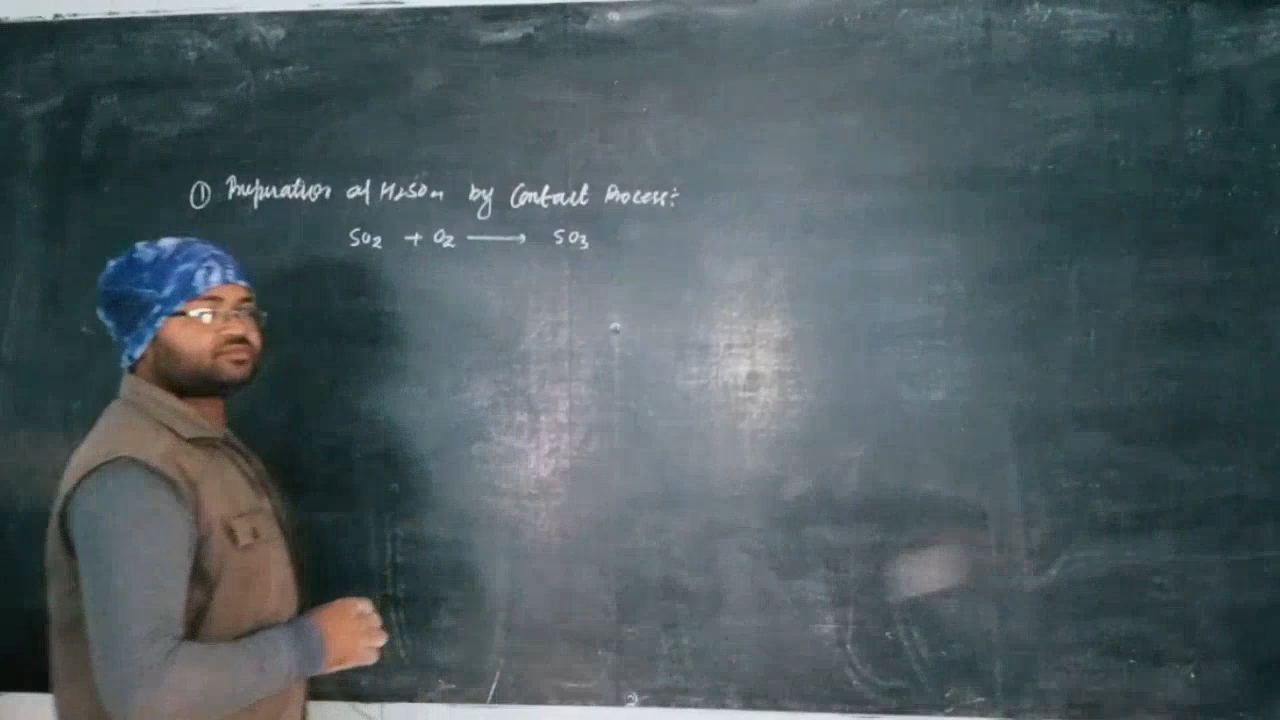 ① Preparation of H2SO4 by Contact Process:
SO2 + O2 ⟶ SO3